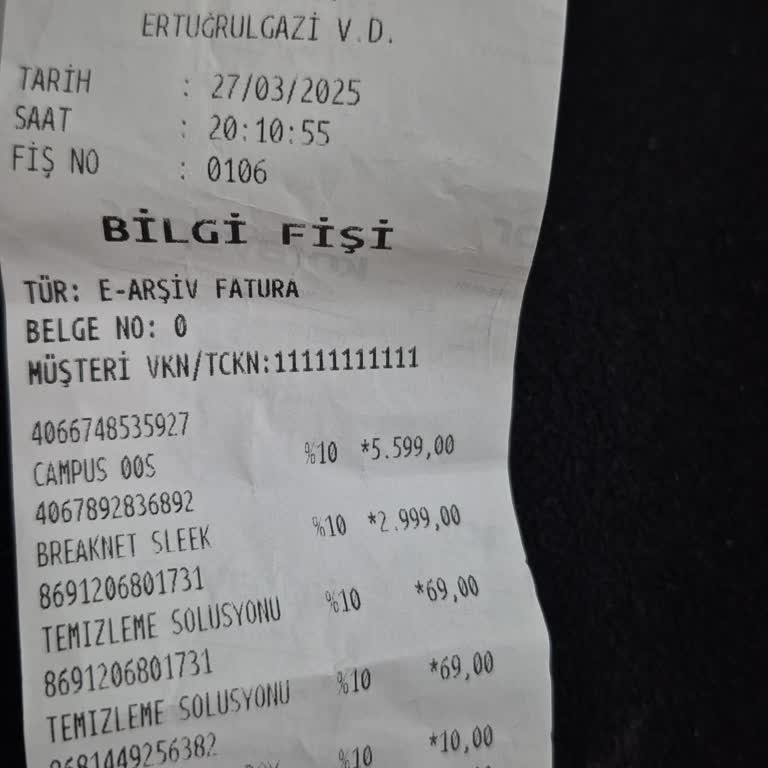 ERTUĞRULGAZİ V.D.
TARİH : 27/03/2025
SAAT : 20:10:55
FİŞ NO : 0106
BİLGİ FİŞİ
TÜR: E-ARŞİV FATURA
BELGE NO: 0
MÜŞTERİ VKN/TCKN:11111111111
4066748535927
CAMPUS 00S %10 *5.599,00
4067892836892
BREAKNET SLEEK %10 *2.999,00
8691206801731
TEMIZLEME SOLUSYONU %10 *69,00
8691206801731
TEMIZLEME SOLUSYONU %10 *69,00
8681449256382
%10 *10,00